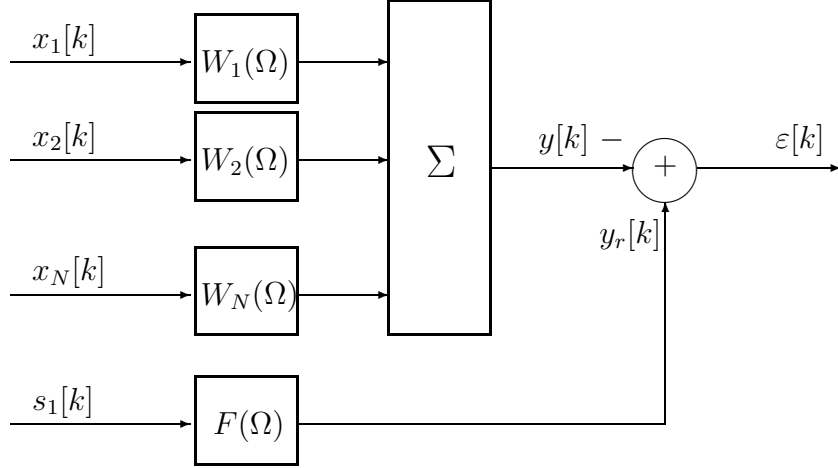 x_1[k]
W_1(Ω)
x_2[k]
W_2(Ω)
Σ
y[k] −
+
ε[k]
y_r[k]
x_N[k]
W_N(Ω)
s_1[k]
F(Ω)